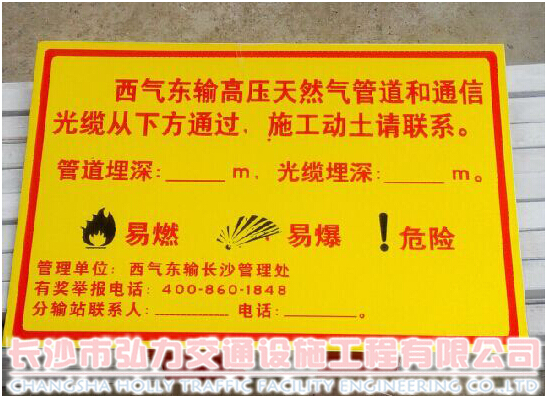 西气东输高压天然气管道和通信
光缆从下方通过，施工动土请联系。
管道埋深：____m，光缆埋深：____m。
易燃 易爆 ！危险
管理单位：西气东输长沙管理处
有奖举报电话：400-860-1848
分输站联系人：________ 电话：________。
长沙市弘力交通设施工程有限公司
CHANGSHA HOLLY TRAFFIC FACILITY ENGINEERING CO.,LTD